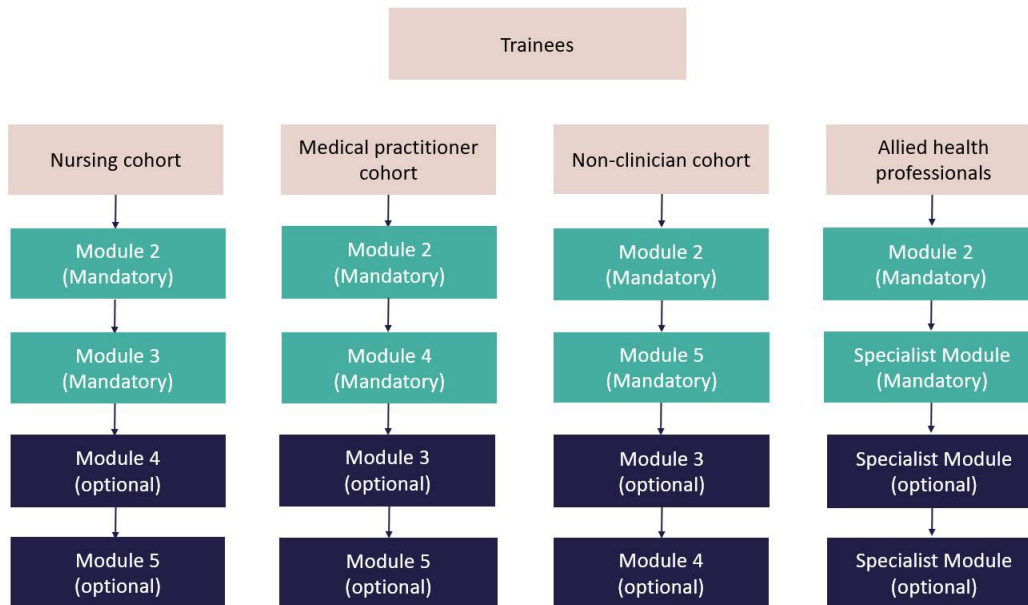 Trainees
Nursing cohort
Medical practitioner
cohort
Non-clinician cohort
Allied health
professionals
Module 2
(Mandatory)
Module 2
(Mandatory)
Module 2
(Mandatory)
Module 2
(Mandatory)
Module 3
(Mandatory)
Module 4
(Mandatory)
Module 5
(Mandatory)
Specialist Module
(Mandatory)
Module 4
(optional)
Module 3
(optional)
Module 3
(optional)
Specialist Module
(optional)
Module 5
(optional)
Module 5
(optional)
Module 4
(optional)
Specialist Module
(optional)